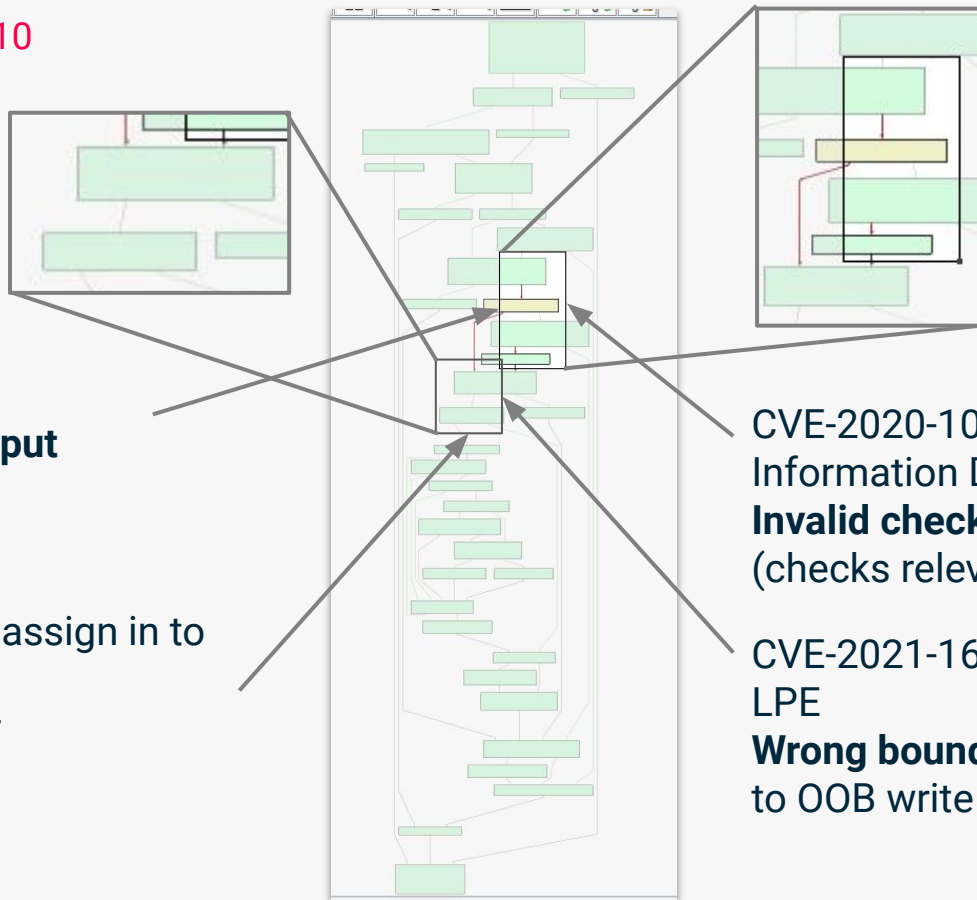 10
put
assign in to
CVE-2020-10
Information D
Invalid check
(checks relev
CVE-2021-16
LPE
Wrong bound
to OOB write